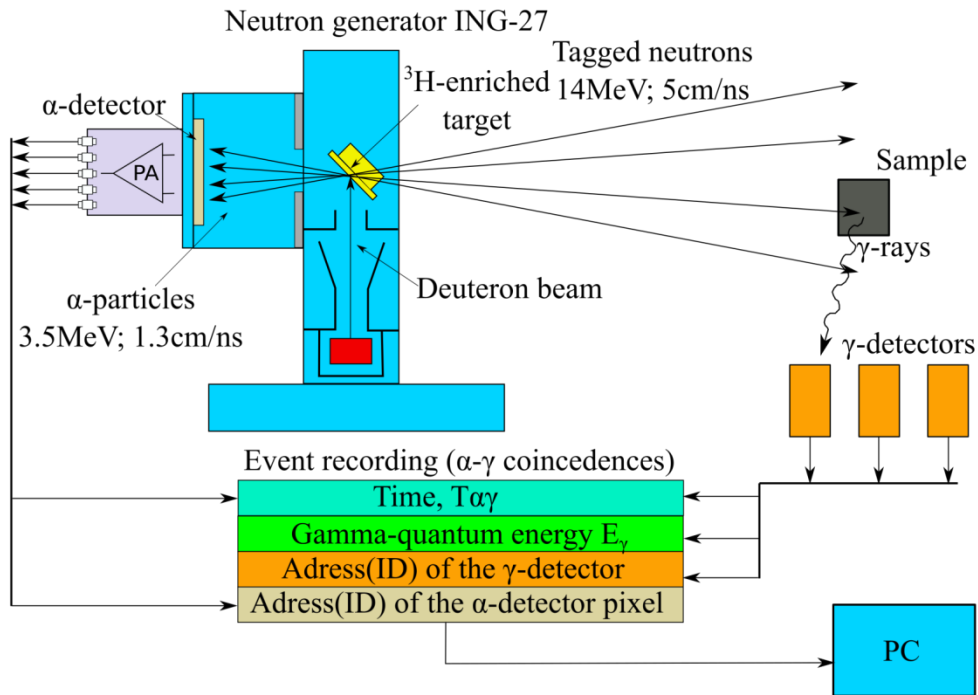 Neutron generator ING-27
Tagged neutrons
14MeV; 5cm/ns
³H-enriched
target
α-detector
PA
Sample
γ-rays
Deuteron beam
α-particles
3.5MeV; 1.3cm/ns
γ-detectors
Event recording (α-γ coincedences)
Time, Tαγ
Gamma-quantum energy Eᵧ
Adress(ID) of the γ-detector
Adress(ID) of the α-detector pixel
PC